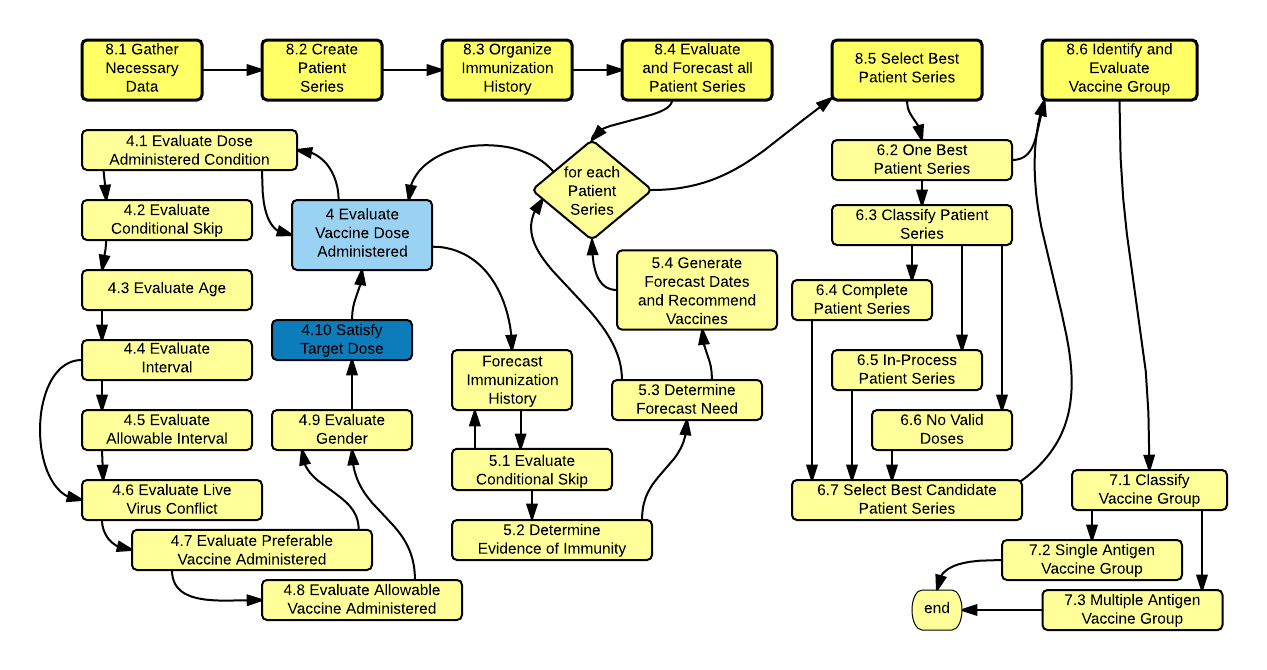 8.1 Gather
Necessary
Data
8.2 Create
Patient
Series
8.3 Organize
Immunization
History
8.4 Evaluate
and Forecast all
Patient Series
8.5 Select Best
Patient Series
8.6 Identify and
Evaluate
Vaccine Group
4.1 Evaluate Dose
Administered Condition
4.2 Evaluate
Conditional Skip
4.3 Evaluate Age
4.4 Evaluate
Interval
4.5 Evaluate
Allowable Interval
4.6 Evaluate Live
Virus Conflict
4.7 Evaluate Preferable
Vaccine Administered
4.8 Evaluate Allowable
Vaccine Administered
4 Evaluate
Vaccine Dose
Administered
4.10 Satisfy
Target Dose
4.9 Evaluate
Gender
for each
Patient
Series
Forecast
Immunization
History
5.1 Evaluate
Conditional Skip
5.2 Determine
Evidence of Immunity
5.4 Generate
Forecast Dates
and Recommend
Vaccines
5.3 Determine
Forecast Need
6.2 One Best
Patient Series
6.3 Classify Patient
Series
6.4 Complete
Patient Series
6.5 In-Process
Patient Series
6.6 No Valid
Doses
6.7 Select Best Candidate
Patient Series
7.1 Classify
Vaccine Group
7.2 Single Antigen
Vaccine Group
7.3 Multiple Antigen
Vaccine Group
end